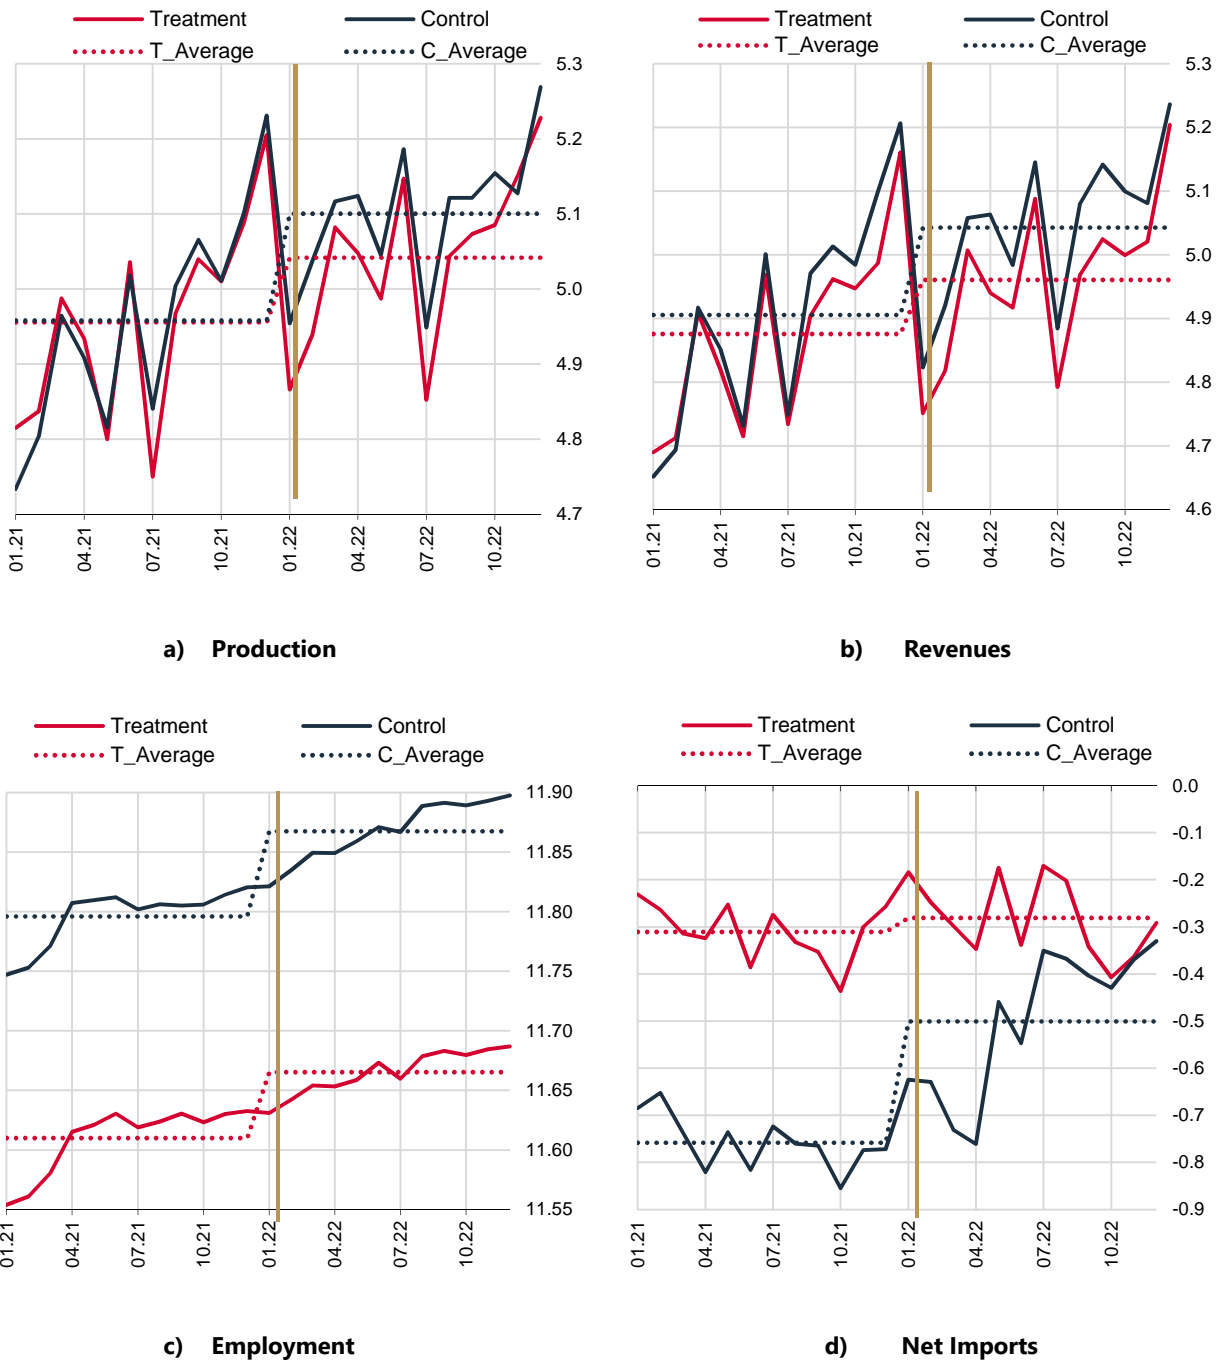 Treatment Control
T_Average C_Average
5.3
5.2
5.1
5.0
4.9
4.8
4.7
01.21 04.21 07.21 10.21 01.22 04.22 07.22 10.22
a) Production
Treatment Control
T_Average C_Average
5.3
5.2
5.1
5.0
4.9
4.8
4.7
4.6
01.21 04.21 07.21 10.21 01.22 04.22 07.22 10.22
b) Revenues
Treatment Control
T_Average C_Average
11.90
11.85
11.80
11.75
11.70
11.65
11.60
11.55
01.21 04.21 07.21 10.21 01.22 04.22 07.22 10.22
c) Employment
Treatment Control
T_Average C_Average
0.0
-0.1
-0.2
-0.3
-0.4
-0.5
-0.6
-0.7
-0.8
-0.9
01.21 04.21 07.21 10.21 01.22 04.22 07.22 10.22
d) Net Imports